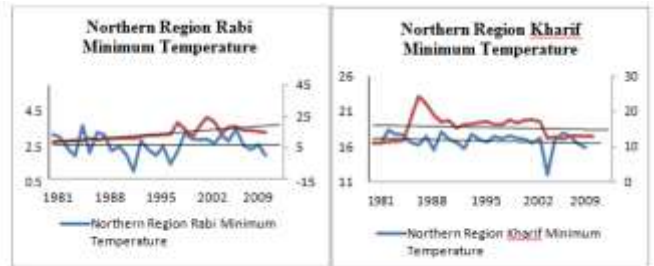 Northern Region Rabi
Minimum Temperature
45
4.5
25
2.5
5
0.5
-15
1981 1988 1995 2002 2009
Northern Region Rabi Minimum
Temperature
Northern Region Kharif
Minimum Temperature
26
30
21
20
16
10
11
0
1981 1988 1995 2002 2009
Northern Region Kharif Minimum
Temperature